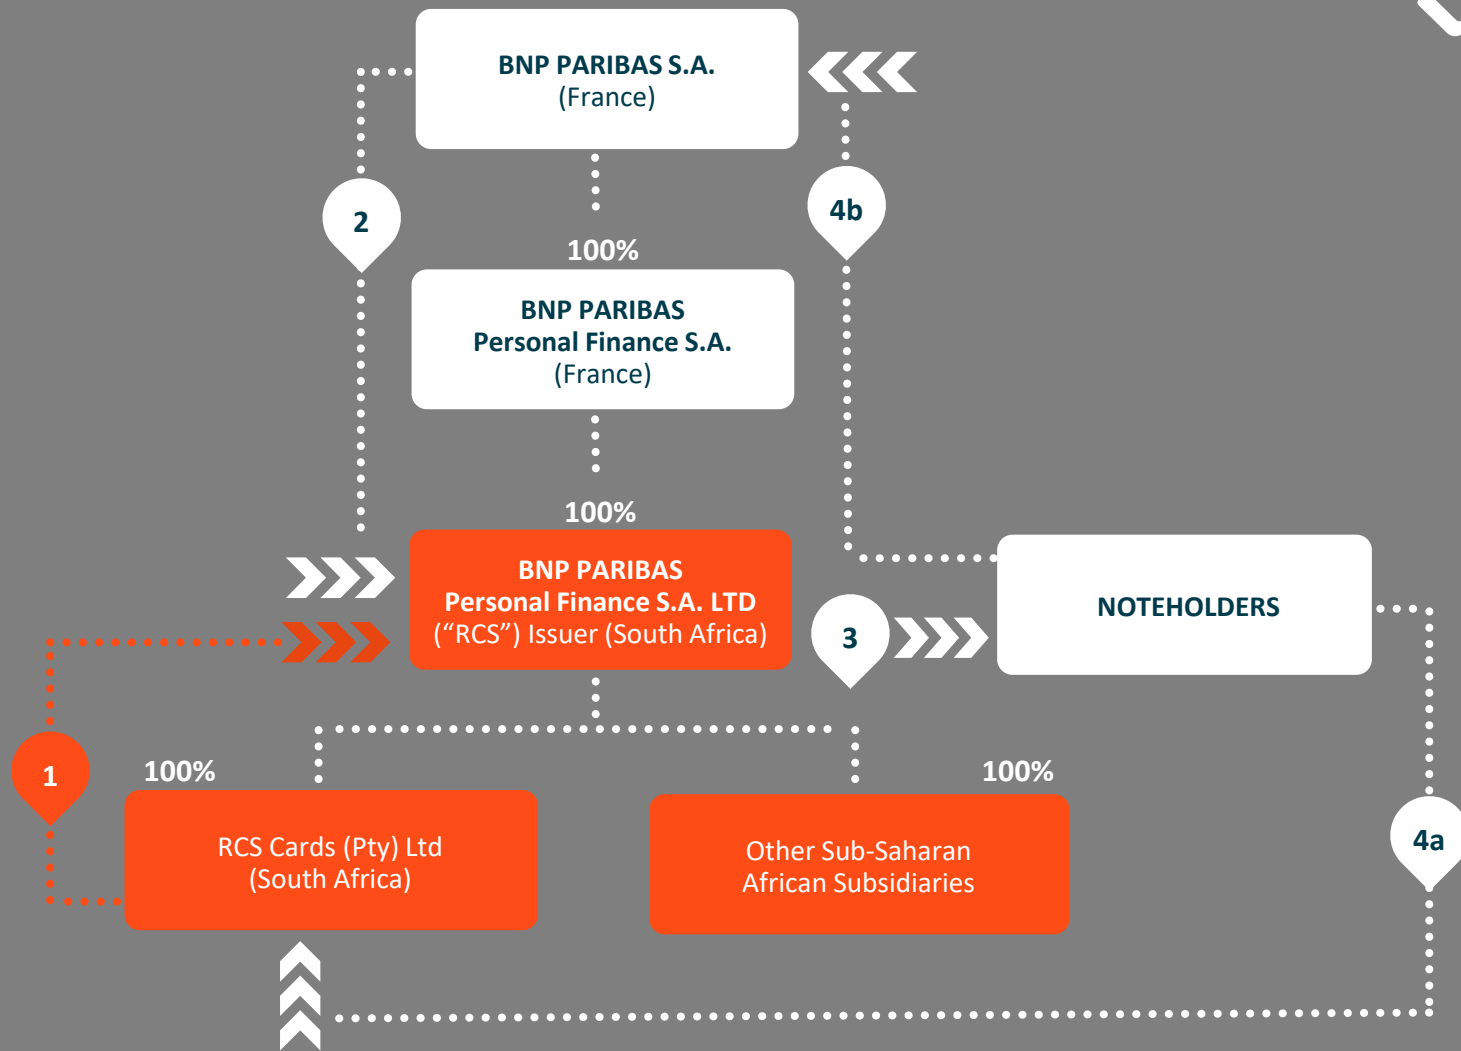 BNP PARIBAS S.A.
(France)
2
4b
100%
BNP PARIBAS
Personal Finance S.A.
(France)
100%
BNP PARIBAS
Personal Finance S.A. LTD
(“RCS”) Issuer (South Africa)
3
NOTEHOLDERS
1
100%
100%
RCS Cards (Pty) Ltd
(South Africa)
Other Sub-Saharan
African Subsidiaries
4a